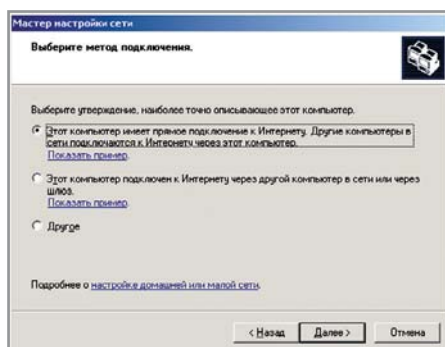 Мастер настройки сети
Выберите метод подключения.
Выберите утверждение, наиболее точно описывающее этот компьютер.
Этот компьютер имеет прямое подключение к Интернету. Другие компьютеры в
сети подключаются к Интернету через этот компьютер.
Показать пример.
Этот компьютер подключен к Интернету через другой компьютер в сети или через
шлюз.
Показать пример.
Другое
Подробнее о настройке домашней или малой сети.
< Назад
Далее >
Отмена